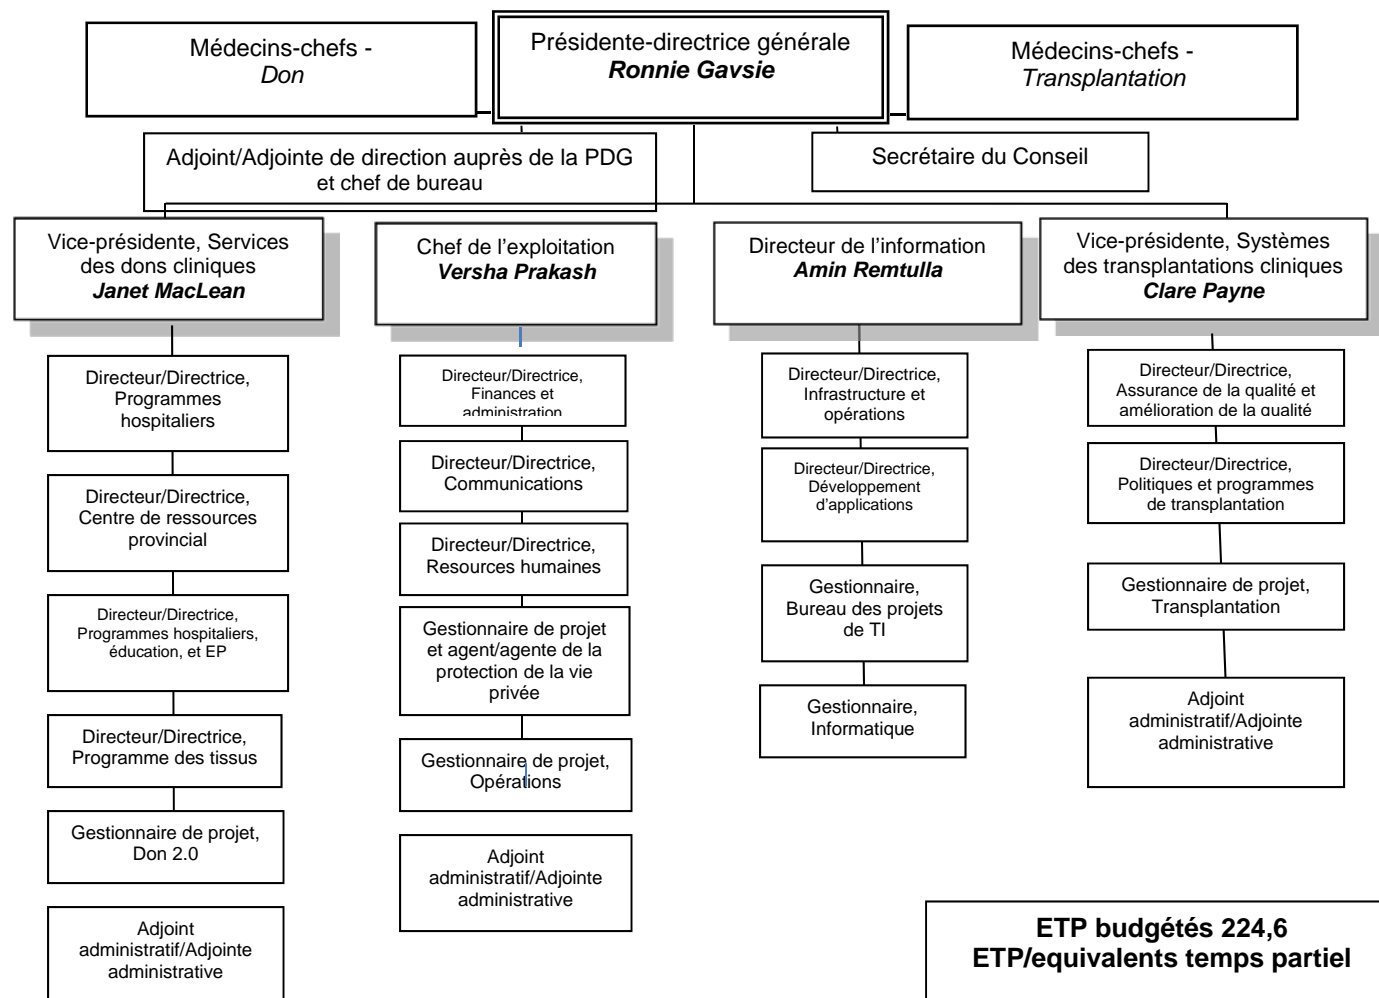 Médecins-chefs -
Don
Présidente-directrice générale
Ronnie Gavsie
Médecins-chefs -
Transplantation
Adjoint/Adjointe de direction auprès de la PDG
et chef de bureau
Secrétaire du Conseil
Vice-présidente, Services
des dons cliniques
Janet MacLean
Chef de l'exploitation
Versha Prakash
Directeur de l'information
Amin Remtulla
Vice-présidente, Systèmes
des transplantations cliniques
Clare Payne
Directeur/Directrice,
Programmes
hospitaliers
Directeur/Directrice,
Centre de ressources
provincial
Directeur/Directrice,
Programmes hospitaliers,
éducation, et EP
Directeur/Directrice,
Programme des tissus
Gestionnaire de projet,
Don 2.0
Adjoint
administratif/Adjointe
administrative
Directeur/Directrice,
Finances et
administration
Directeur/Directrice,
Communications
Directeur/Directrice,
Resources humaines
Gestionnaire de projet
et agent/agente de la
protection de la vie
privée
Gestionnaire de projet,
Opérations
Adjoint
administratif/Adjointe
administrative
Directeur/Directrice,
Infrastructure et
opérations
Directeur/Directrice,
Développement
d'applications
Gestionnaire,
Bureau des projets
de TI
Gestionnaire,
Informatique
Directeur/Directrice,
Assurance de la qualité et
amélioration de la qualité
Directeur/Directrice,
Politiques et programmes
de transplantation
Gestionnaire de projet,
Transplantation
Adjoint
administratif/Adjointe
administrative
ETP budgétés 224,6
ETP/equivalents temps partiel